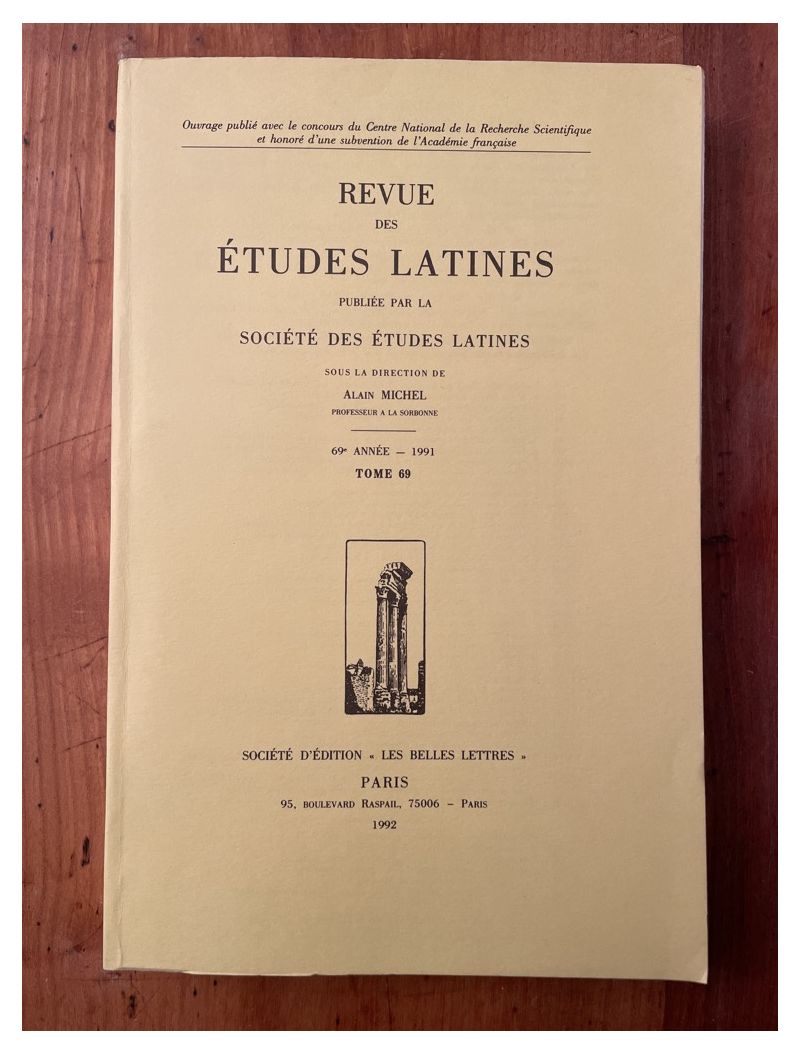 Ouvrage publié avec le concours du Centre National de la Recherche Scientifique
et honoré d'une subvention de l'Académie française
REVUE
DES
ÉTUDES LATINES
PUBLIÉE PAR LA
SOCIÉTÉ DES ÉTUDES LATINES
SOUS LA DIRECTION DE
ALAIN MICHEL
PROFESSEUR A LA SORBONNE
69e ANNÉE — 1991
TOME 69
SOCIÉTÉ D'ÉDITION « LES BELLES LETTRES »
PARIS
95, BOULEVARD RASPAIL, 75006 – PARIS
1992